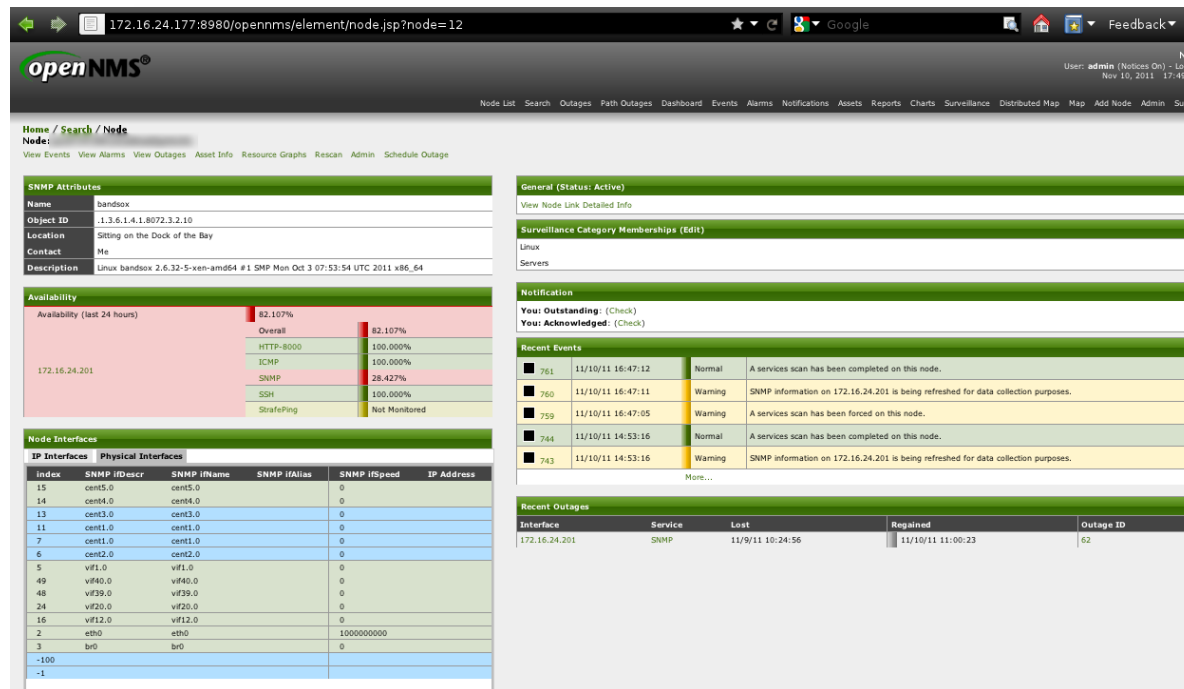 172.16.24.177:8980/opennms/element/node.jsp?node=12
Google
Feedback
openNMS®
User: admin (Notices On) - Lo
Nov 10, 2011 17:49
Node List Search Outages Path Outages Dashboard Events Alarms Notifications Assets Reports Charts Surveillance Distributed Map Map Add Node Admin Su
Home / Search / Node
Node:
View Events View Alarms View Outages Asset Info Resource Graphs Rescan Admin Schedule Outage
SNMP Attributes
Name bandsox
Object ID .1.3.6.1.4.1.8072.3.2.10
Location Sitting on the Dock of the Bay
Contact Me
Description Linux bandsox 2.6.32-5-xen-amd64 #1 SMP Mon Oct 3 07:53:54 UTC 2011 x86_64
Availability
Availability (last 24 hours) 82.107%
172.16.24.201
Overall 82.107%
HTTP-8000 100.000%
ICMP 100.000%
SNMP 28.427%
SSH 100.000%
StrafePing Not Monitored
Node Interfaces
IP Interfaces Physical Interfaces
index SNMP ifDescr SNMP ifName SNMP ifAlias SNMP ifSpeed IP Address
15 cent5.0 cent5.0 0
14 cent4.0 cent4.0 0
13 cent3.0 cent3.0 0
11 cent1.0 cent1.0 0
7 cent1.0 cent1.0 0
6 cent2.0 cent2.0 0
5 vif1.0 vif1.0 0
49 vif40.0 vif40.0 0
48 vif39.0 vif39.0 0
24 vif20.0 vif20.0 0
16 vif12.0 vif12.0 0
2 eth0 eth0 1000000000
3 br0 br0 0
-100
-1
General (Status: Active)
View Node Link Detailed Info
Surveillance Category Memberships (Edit)
Linux
Servers
Notification
You: Outstanding: (Check)
You: Acknowledged: (Check)
Recent Events
761 11/10/11 16:47:12 Normal A services scan has been completed on this node.
760 11/10/11 16:47:11 Warning SNMP information on 172.16.24.201 is being refreshed for data collection purposes.
759 11/10/11 16:47:05 Warning A services scan has been forced on this node.
744 11/10/11 14:53:16 Normal A services scan has been completed on this node.
743 11/10/11 14:53:16 Warning SNMP information on 172.16.24.201 is being refreshed for data collection purposes.
More...
Recent Outages
Interface Service Lost Regained Outage ID
172.16.24.201 SNMP 11/9/11 10:24:56 11/10/11 11:00:23 62